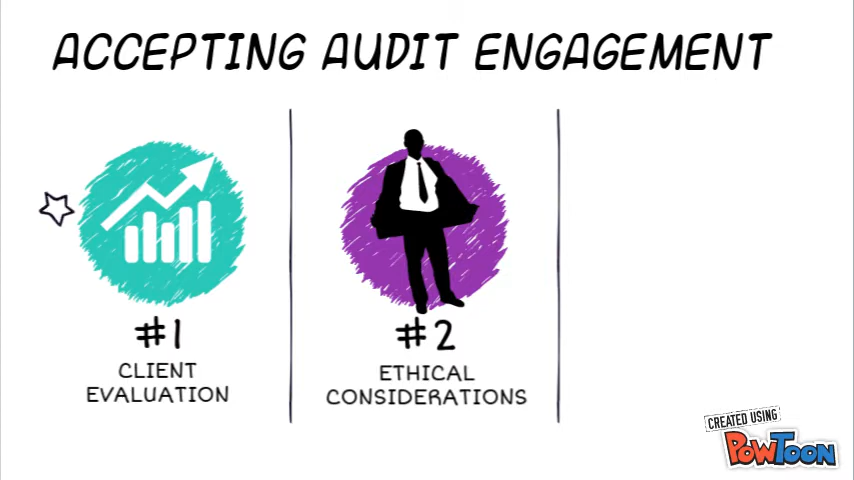 ACCEPTING AUDIT ENGAGEMENT
#1
CLIENT
EVALUATION
#2
ETHICAL
CONSIDERATIONS
CREATED USING
POWTOON